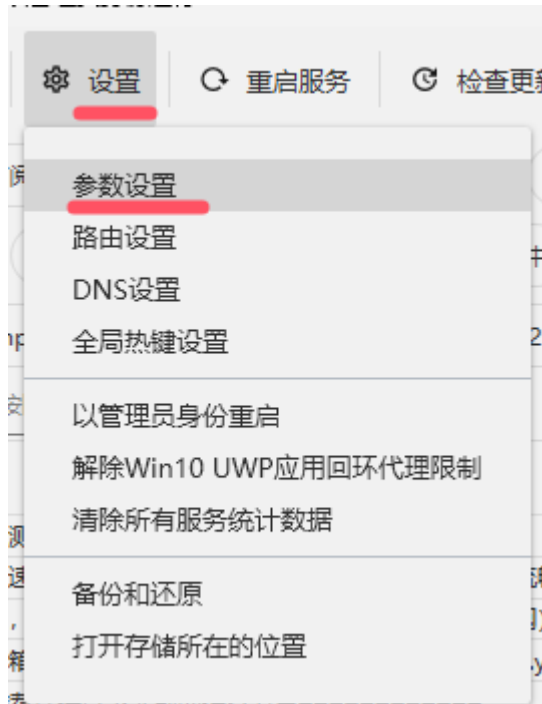 设置 重启服务 检查更新
参数设置
路由设置
DNS设置
全局热键设置
以管理员身份重启
解除Win10 UWP应用回环代理限制
清除所有服务统计数据
备份和还原
打开存储所在的位置